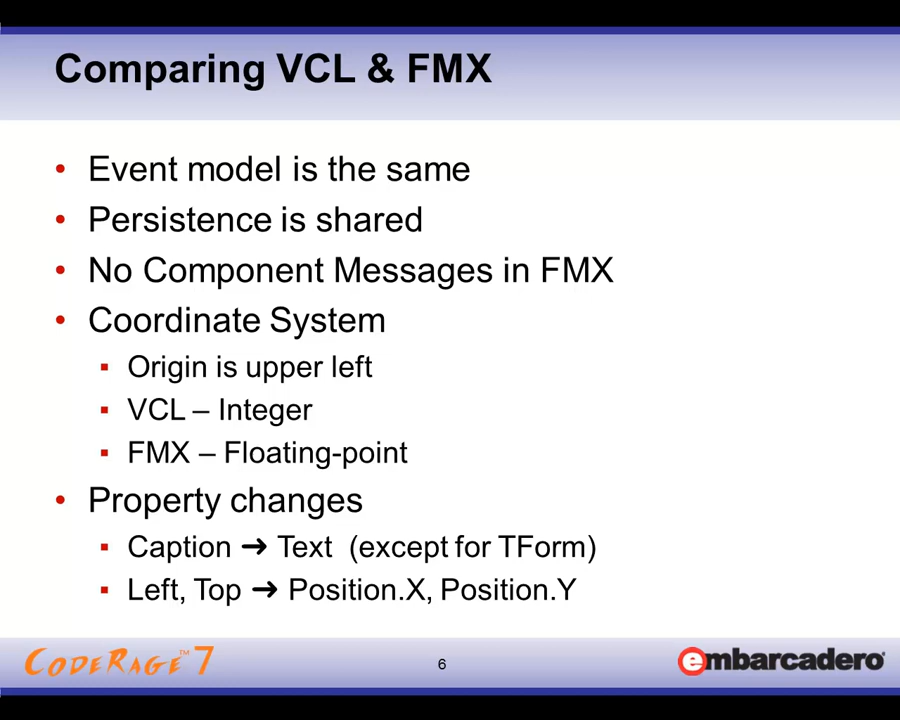 Comparing VCL & FMX
• Event model is the same
• Persistence is shared
• No Component Messages in FMX
• Coordinate System
▪ Origin is upper left
▪ VCL – Integer
▪ FMX – Floating-point
• Property changes
▪ Caption ➔ Text (except for TForm)
▪ Left, Top ➔ Position.X, Position.Y
CODERAGE™ 7
6
embarcadero®